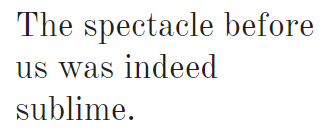 The spectacle before
us was indeed
sublime.